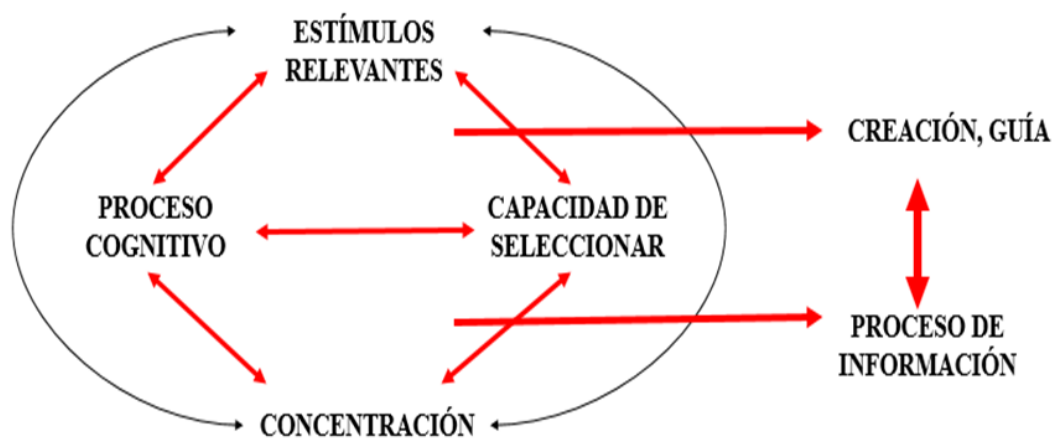 ESTÍMULOS
RELEVANTES
CREACIÓN, GUÍA
PROCESO
COGNITIVO
CAPACIDAD DE
SELECCIONAR
PROCESO DE
INFORMACIÓN
CONCENTRACIÓN